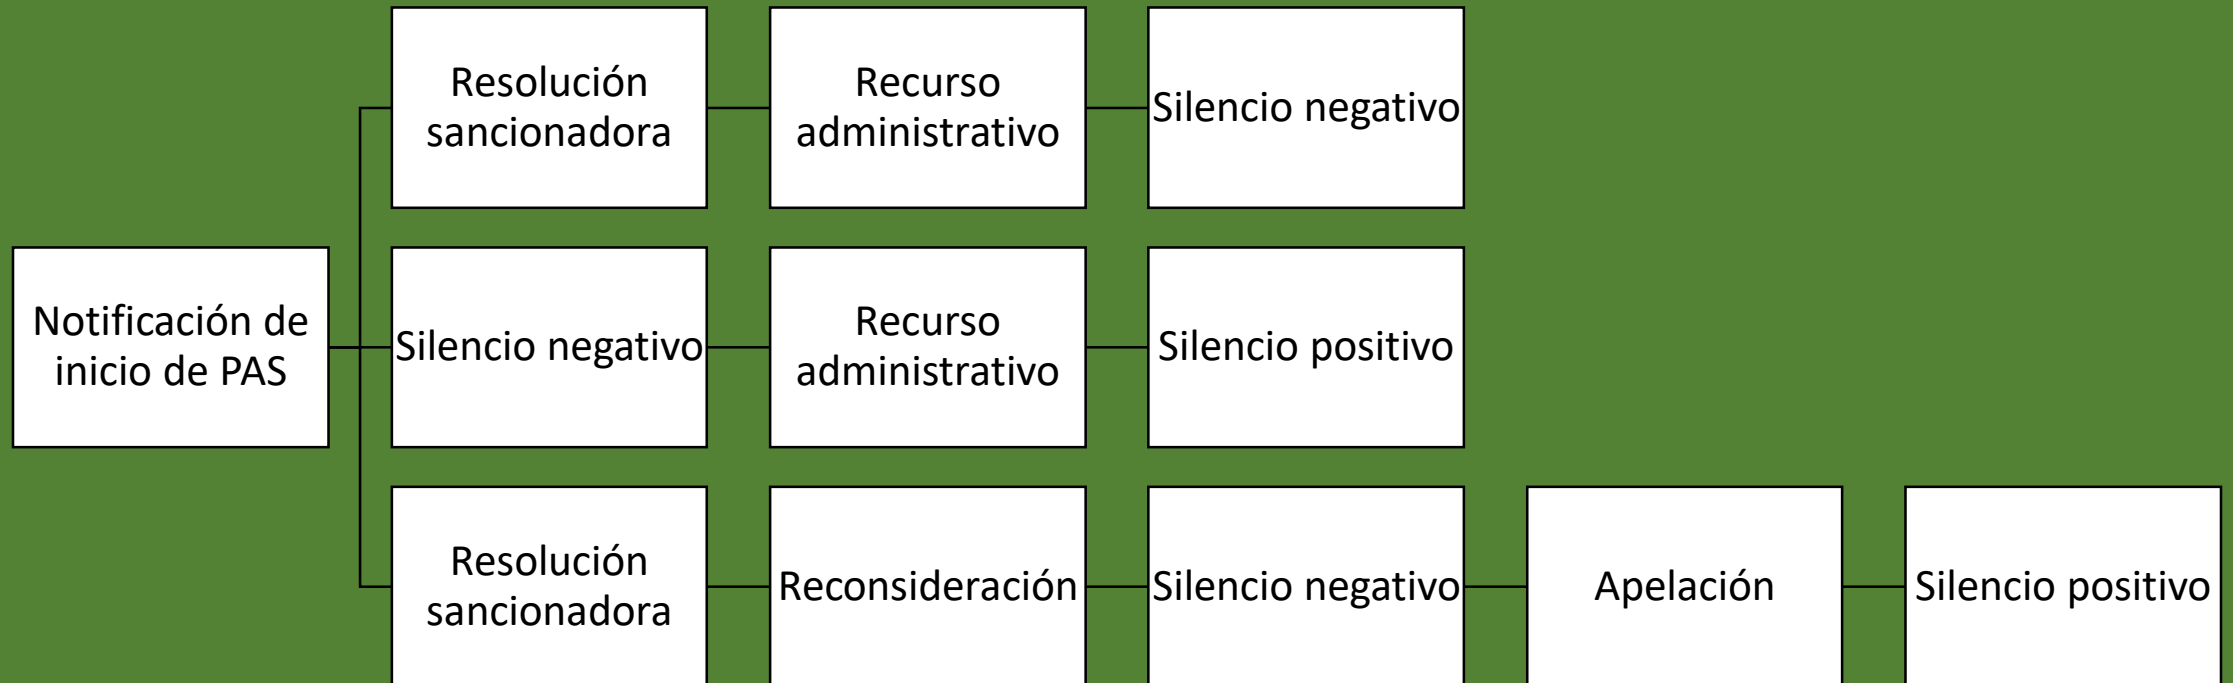 Resolución
sancionadora
Recurso
administrativo
Silencio negativo
Notificación de
inicio de PAS
Silencio negativo
Recurso
administrativo
Silencio positivo
Resolución
sancionadora
Reconsideración
Silencio negativo
Apelación
Silencio positivo